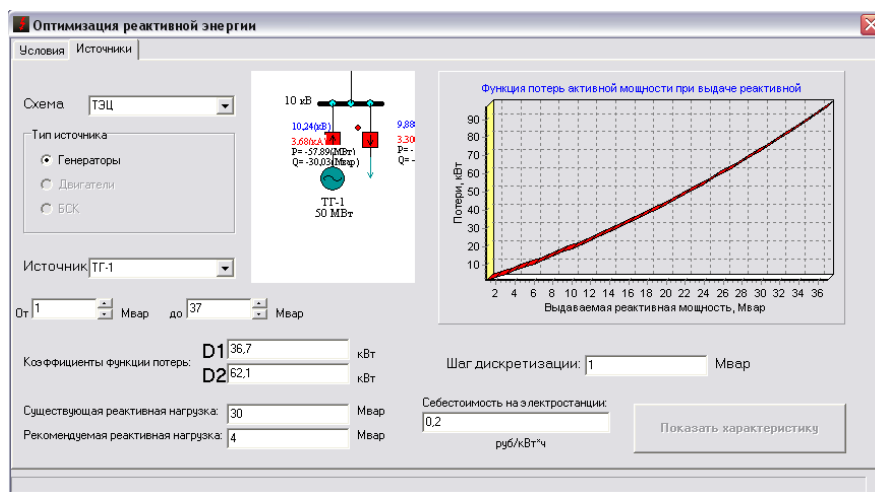 Оптимизация реактивной энергии
Условия Источники
Схема ТЭЦ
Тип источника
Генераторы
Двигатели
БСК
Источник ТГ-1
От 1 Мвар до 37 Мвар
10 кВ
10,24(кВ)
3,68(кА)
P= -57,89(МВт)
Q= -30,03(Мвар)
9,88
3,30
P= -
Q= -
ТГ-1
50 МВт
Функция потерь активной мощности при выдаче реактивной
Потери, кВт
90
80
70
60
50
40
30
20
10
2 4 6 8 10 12 14 16 18 20 22 24 26 28 30 32 34 36
Выдаваемая реактивная мощность, Мвар
Коэффициенты функции потерь:
D1 36,7 кВт
D2 62,1 кВт
Шаг дискретизации: 1 Мвар
Существующая реактивная нагрузка: 30 Мвар
Рекомендуемая реактивная нагрузка: 4 Мвар
Себестоимость на электростанции:
0,2
руб/кВт*ч
Показать характеристику